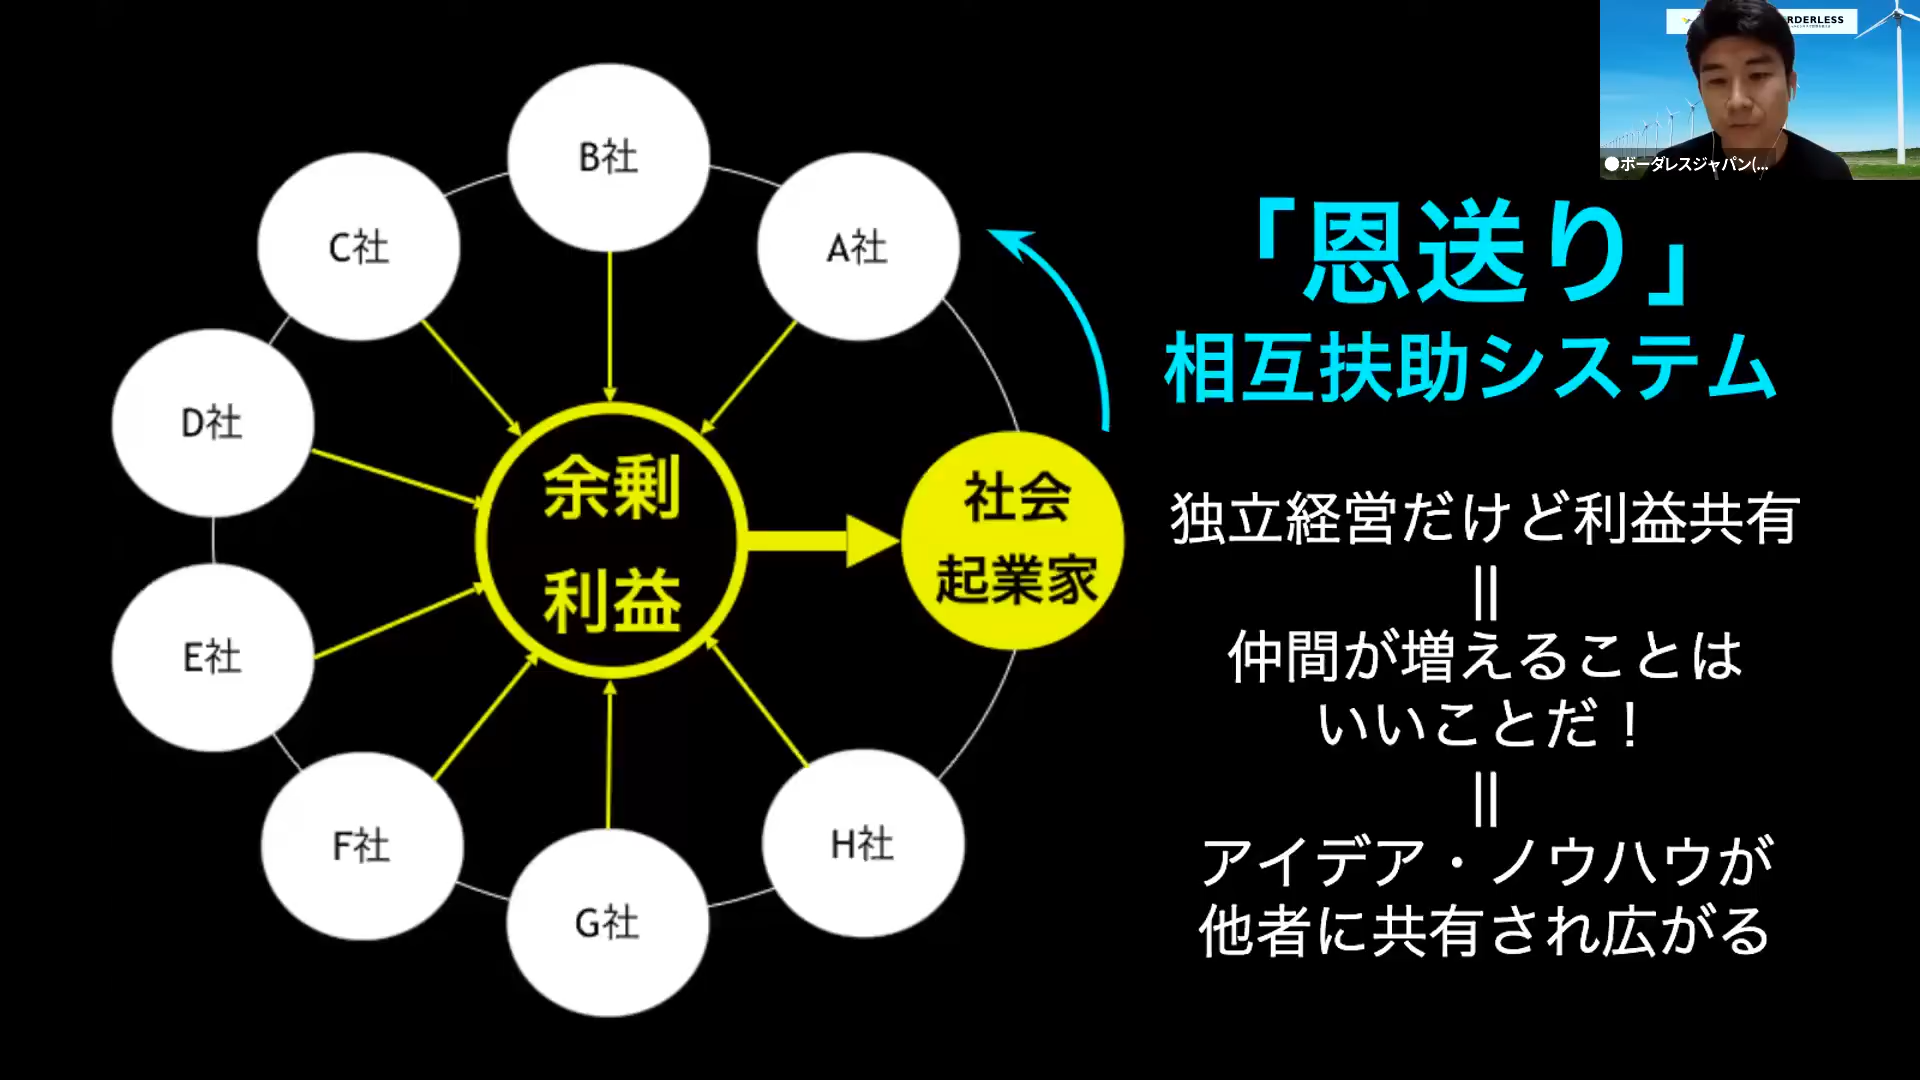 RDERLESS
●ボーダレスジャパン(...
B社
C社
A社
D社
E社
F社
G社
H社
余剰
利益
社会
起業家
「恩送り」
相互扶助システム
独立経営だけど利益共有
||
仲間が増えることは
いいことだ！
||
アイデア・ノウハウが
他者に共有され広がる